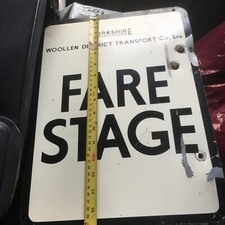 YORKSHIRE
WOOLLEN DISTRICT TRANSPORT Co. Ltd
FARE
STAGE